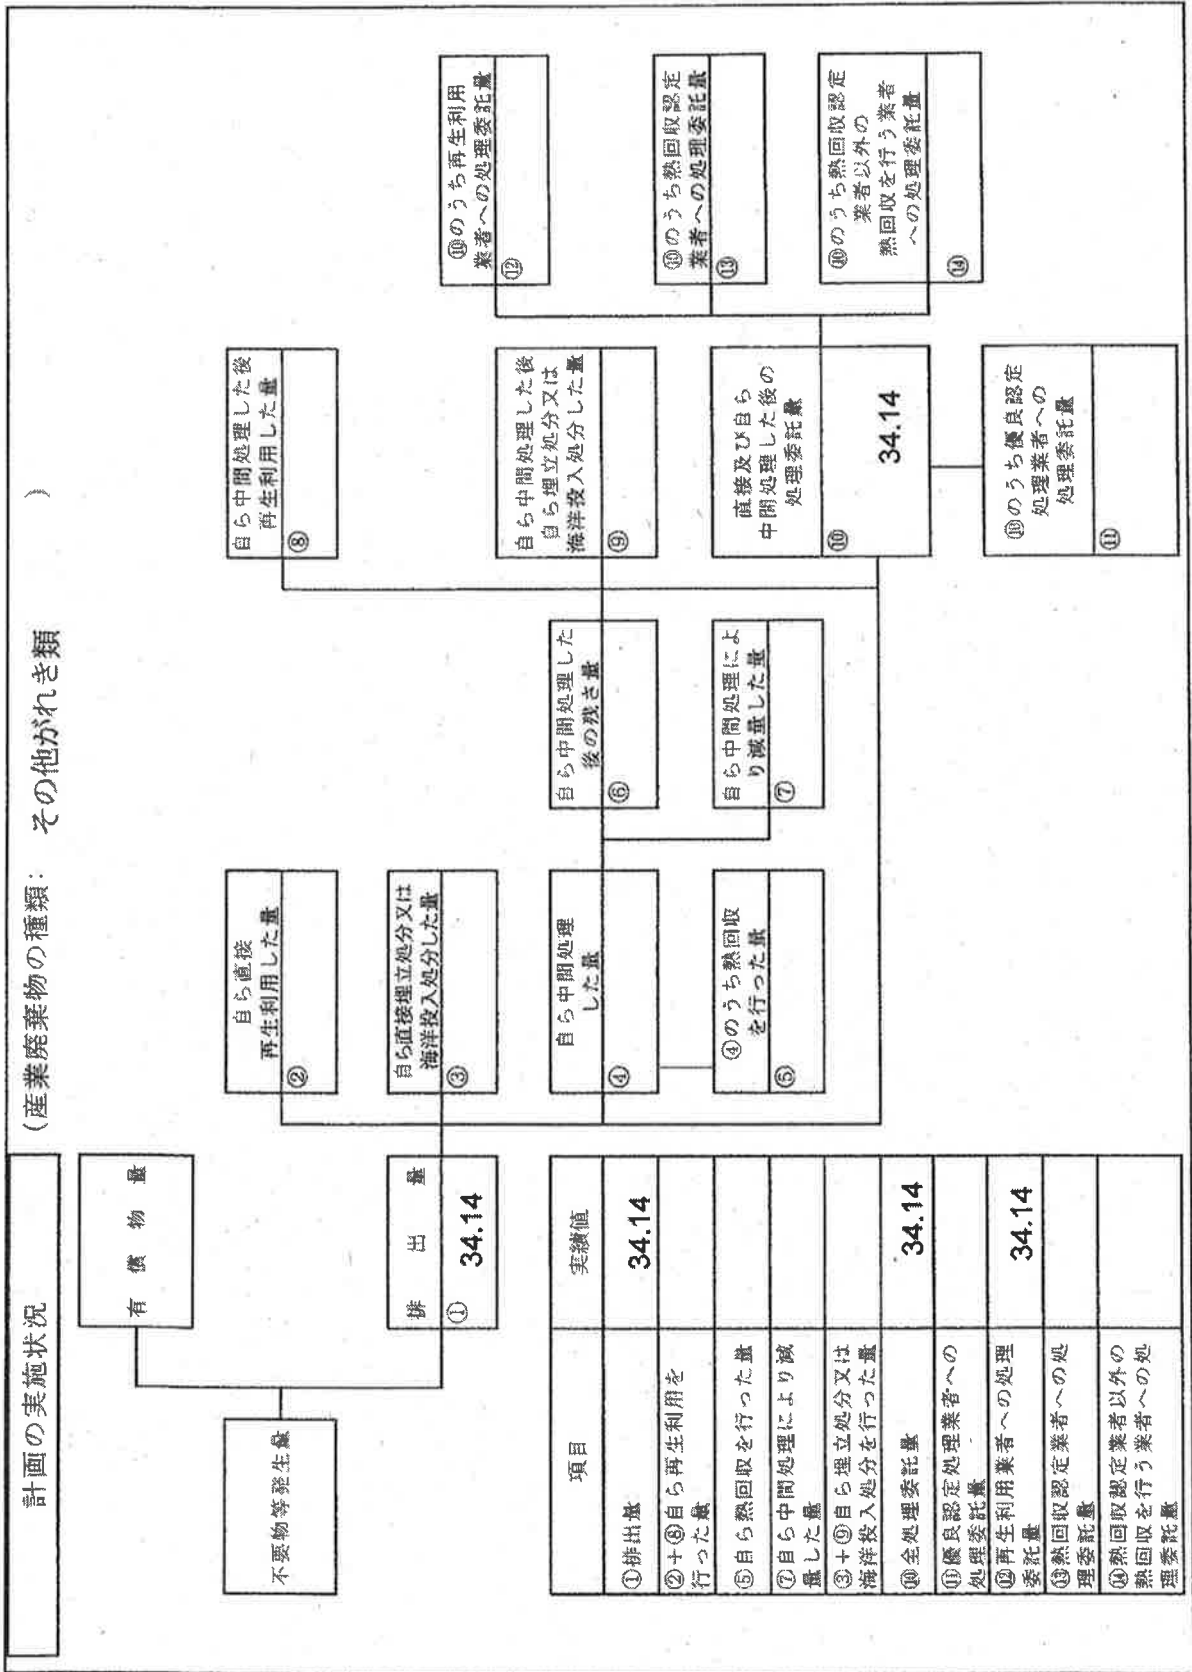 計画の実施状況
(産業廃棄物の種類: その他がれき類 )
不要物等発生量
有償物量
排出量
① 34.14
自ら直接
再生利用した量
②
自ら直接埋立処分又は
海洋投入処分した量
③
自ら中間処理
した量
④
④のうち熱回収
を行った量
⑤
自ら中間処理した
後の残さ量
⑥
自ら中間処理によ
り減量した量
⑦
自ら中間処理した後
再生利用した量
⑧
自ら中間処理した後
自ら埋立処分又は
海洋投入処分した量
⑨
直接及び自ら
中間処理した後の
処理委託量
⑩
34.14
⑩のうち優良認定
処理業者への
処理委託量
⑪
⑩のうち再生利用
業者への処理委託量
⑫
⑩のうち熱回収認定
業者への処理委託量
⑬
⑩のうち熱回収認定
業者以外の
熱回収を行う業者
への処理委託量
⑭
項目 実績値
①排出量 34.14
②+⑧自ら再生利用を
行った量
⑤自ら熱回収を行った量
⑦自ら中間処理により減
量した量
③+⑨自ら埋立処分又は
海洋投入処分を行った量
⑩全処理委託量 34.14
⑪優良認定処理業者への
処理委託量
⑫再生利用業者への処理
委託量 34.14
⑬熱回収認定業者への処
理委託量
⑭熱回収認定業者以外の
熱回収を行う業者への処
理委託量